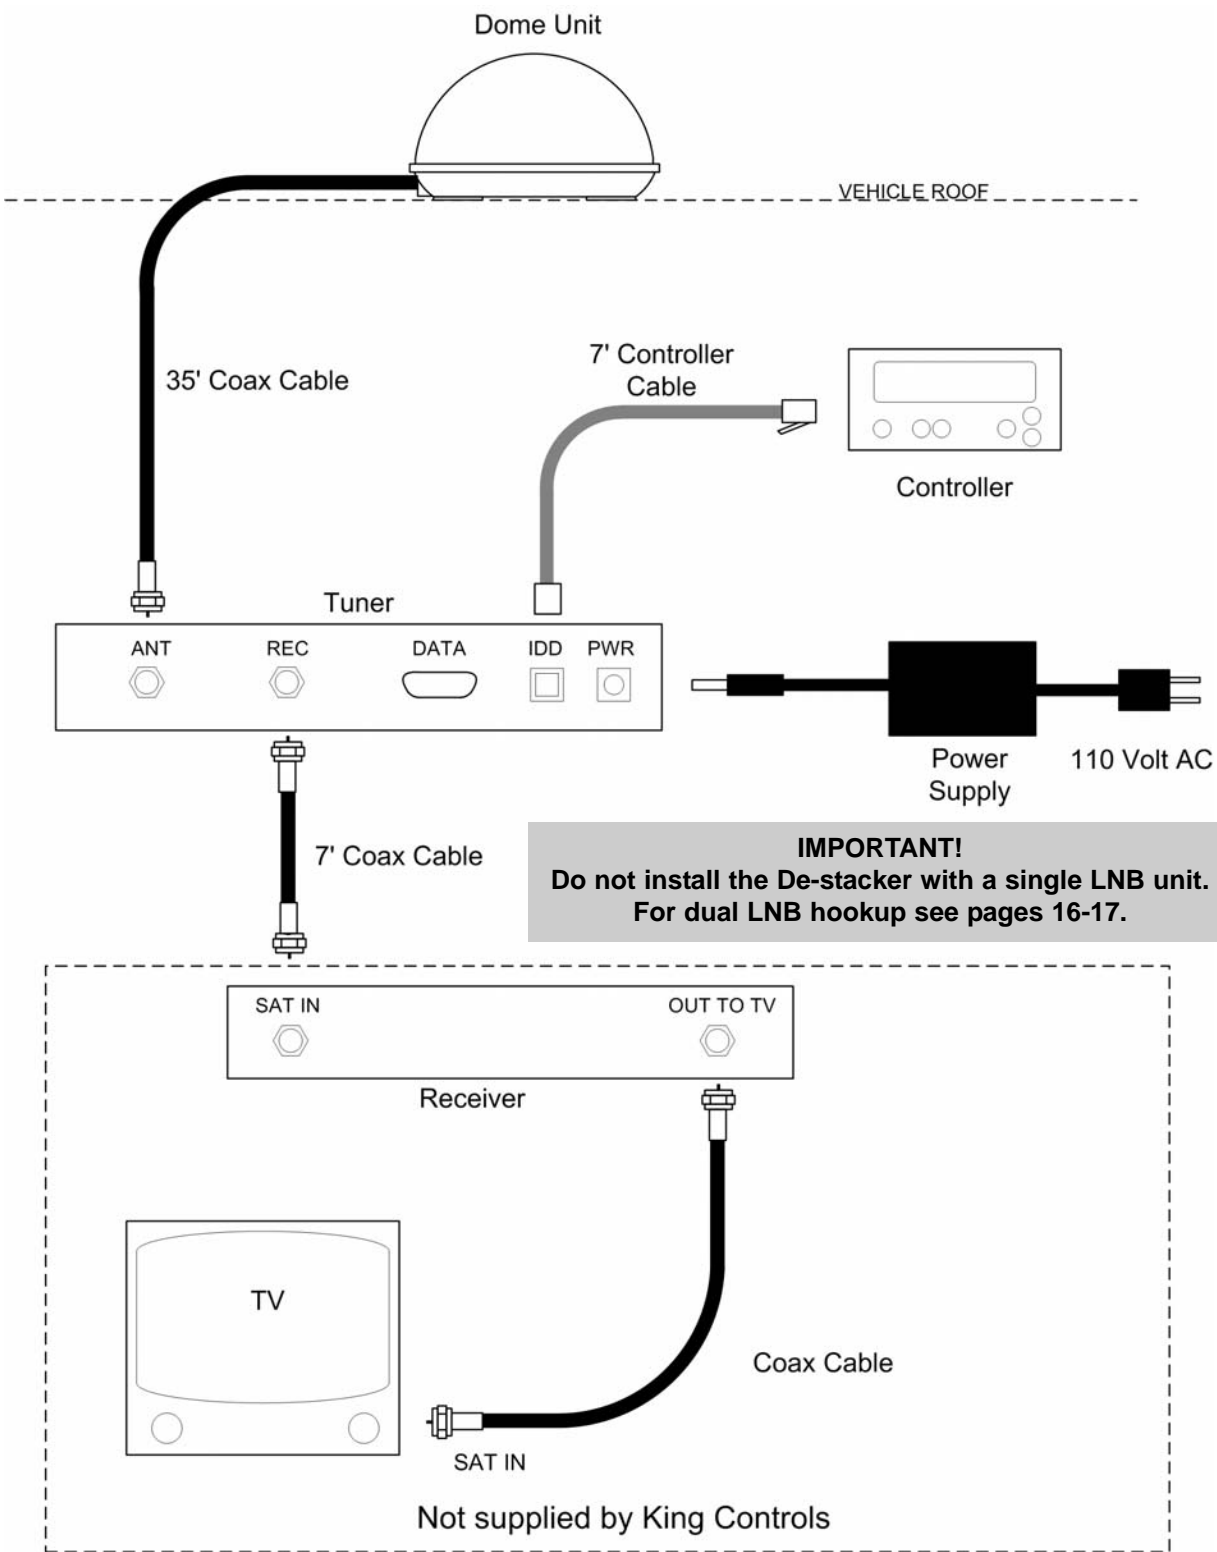 Dome Unit
VEHICLE ROOF
35' Coax Cable
7' Controller
Cable
Controller
Tuner
ANT
REC
DATA
IDD
PWR
Power
Supply
110 Volt AC
7' Coax Cable
IMPORTANT!
Do not install the De-stacker with a single LNB unit.
For dual LNB hookup see pages 16-17.
SAT IN
OUT TO TV
Receiver
TV
Coax Cable
SAT IN
Not supplied by King Controls